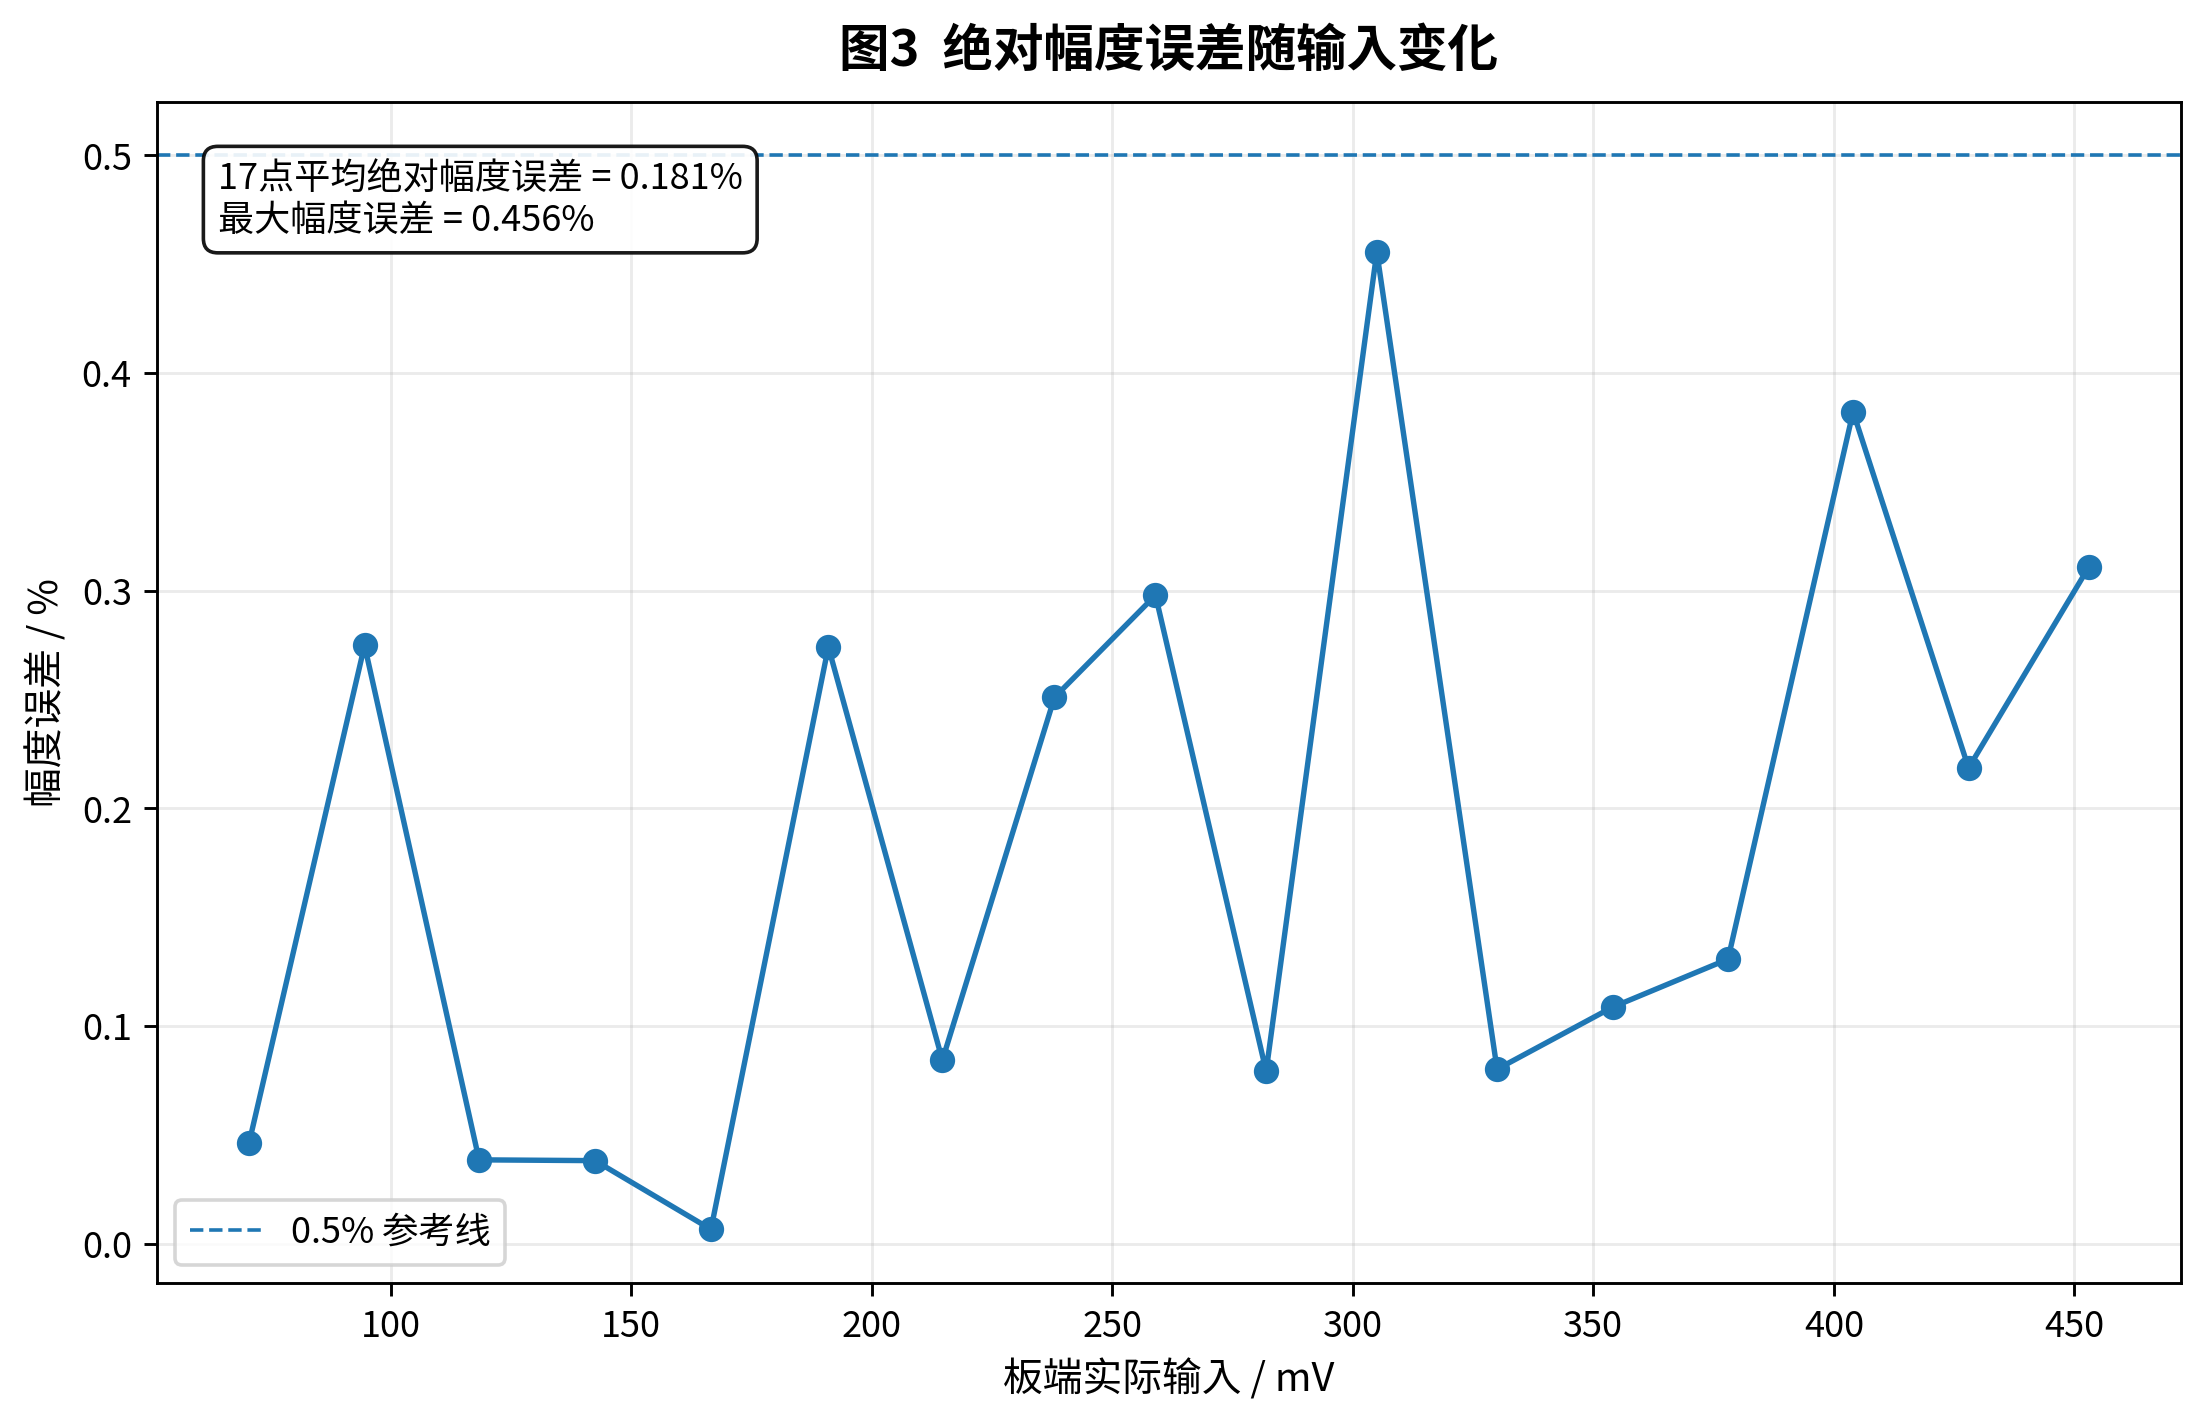 图3 绝对幅度误差随输入变化
17点平均绝对幅度误差 = 0.181%
最大幅度误差 = 0.456%
幅度误差 / %
0.5
0.4
0.3
0.2
0.1
0.0
0.5% 参考线
100 150 200 250 300 350 400 450
板端实际输入 / mV